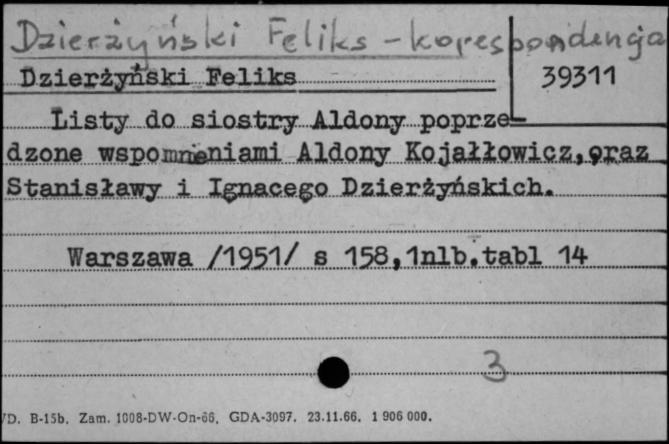 Dzierżyński Feliks - korespondencja
Dzierżyński Feliks
39311
Listy do siostry Aldony poprze-
dzone wspomnieniami Aldony Kojałłowicz, oraz
Stanisławy i Ignacego Dzierżyńskich.
Warszawa /1951/ s 158,1nlb.tabl 14
3
D. B-15b. Zam. 1008-DW-On-66. GDA-3097. 23.11.66. 1 906 000.